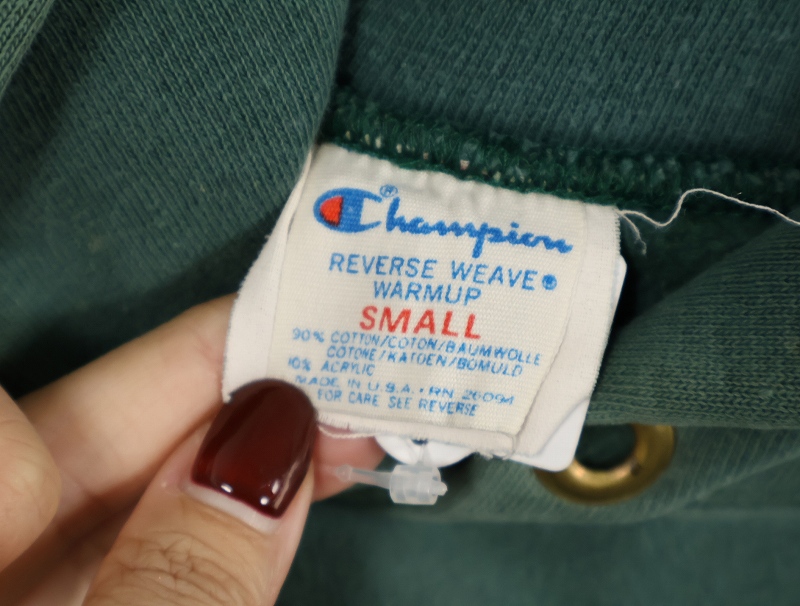 Champion®
REVERSE WEAVE®
WARMUP
SMALL
90% COTTON/COTON/BAUMWOLLE
COTONE/KATOEN/BOMULD
10% ACRYLIC
MADE IN U.S.A. • RN 26094
FOR CARE SEE REVERSE